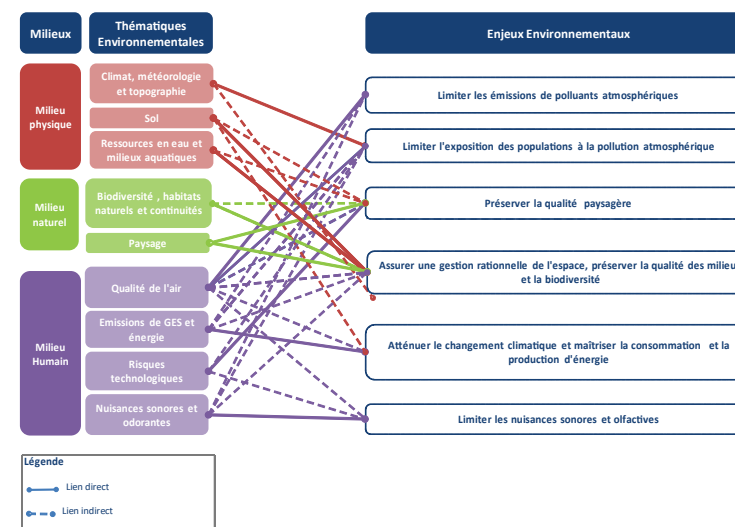 Milieux
Thématiques
Environnementales
Enjeux Environnementaux
Milieu
physique
Climat, météorologie
et topographie
Sol
Ressources en eau et
milieux aquatiques
Milieu
naturel
Biodiversité , habitats
naturels et continuités
Paysage
Milieu
Humain
Qualité de l'air
Emissions de GES et
énergie
Risques
technologiques
Nuisances sonores et
odorantes
Limiter les émissions de polluants atmosphériques
Limiter l'exposition des populations à la pollution atmosphérique
Préserver la qualité paysagère
Assurer une gestion rationnelle de l'espace, préserver la qualité des milieu
et la biodiversité
Atténuer le changement climatique et maîtriser la consommation et la
production d'énergie
Limiter les nuisances sonores et olfactives
Légende
Lien direct
Lien indirect